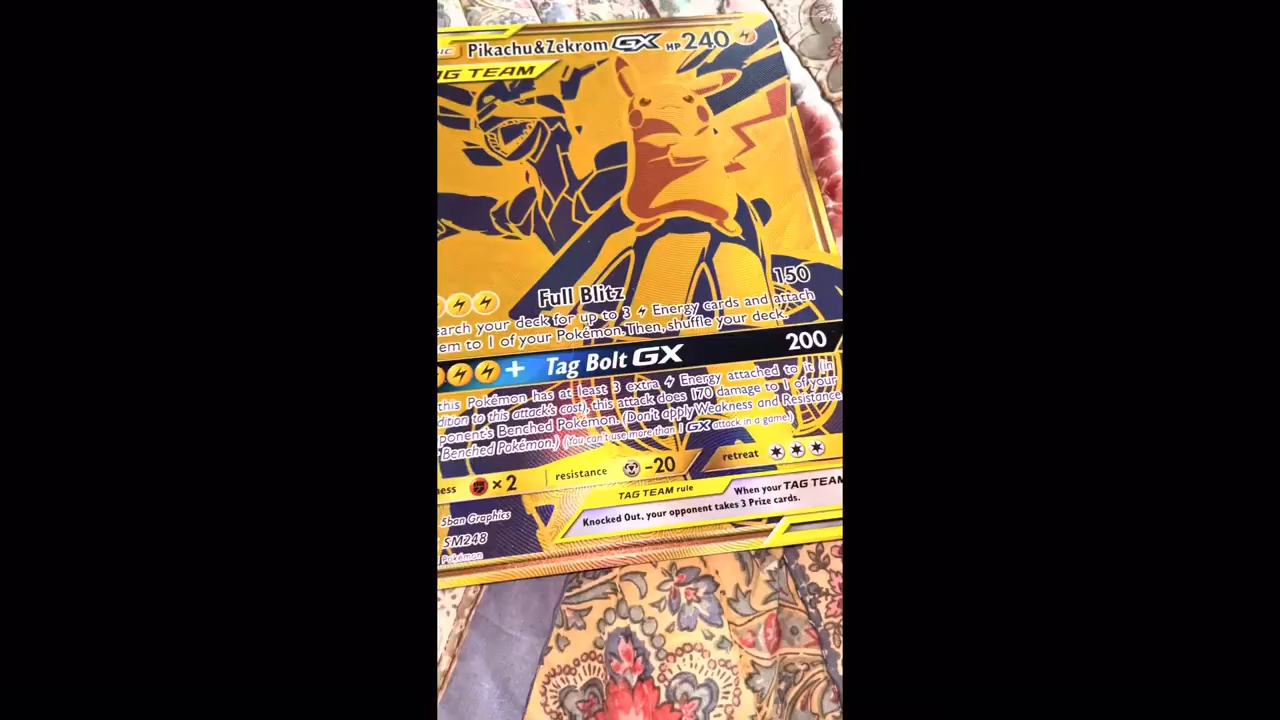 Pikachu&Zekrom GX HP 240
TAG TEAM
Full Blitz 150
earch your deck for up to 3 Energy cards and attach
em to 1 of your Pokémon. Then, shuffle your deck.
+ Tag Bolt GX 200
this Pokémon has at least 3 extra Energy attached to it (in
dition to this attack's cost), this attack does 170 damage to 1 of your
ponent's Benched Pokémon. (Don't apply Weakness and Resistance
Benched Pokémon.) (You can't use more than 1 GX attack in a game.)
ness ×2 resistance -20 retreat
TAG TEAM rule When your TAG TEAM
Knocked Out, your opponent takes 3 Prize cards.
5ban Graphics
SM248
Pokémon